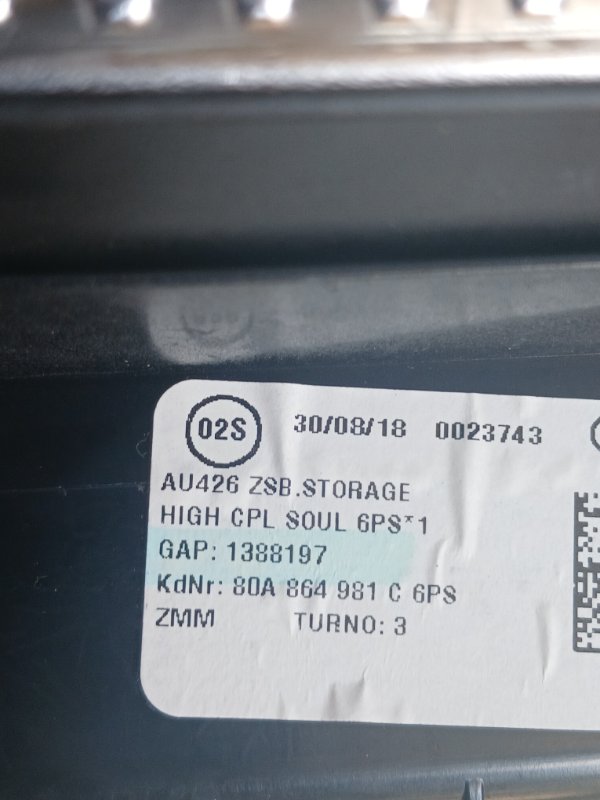 02S 30/08/18 0023743
AU426 ZSB.STORAGE
HIGH CPL SOUL 6PS*1
GAP: 1388197
KdNr: 80A 864 981 C 6PS
ZMM TURNO: 3